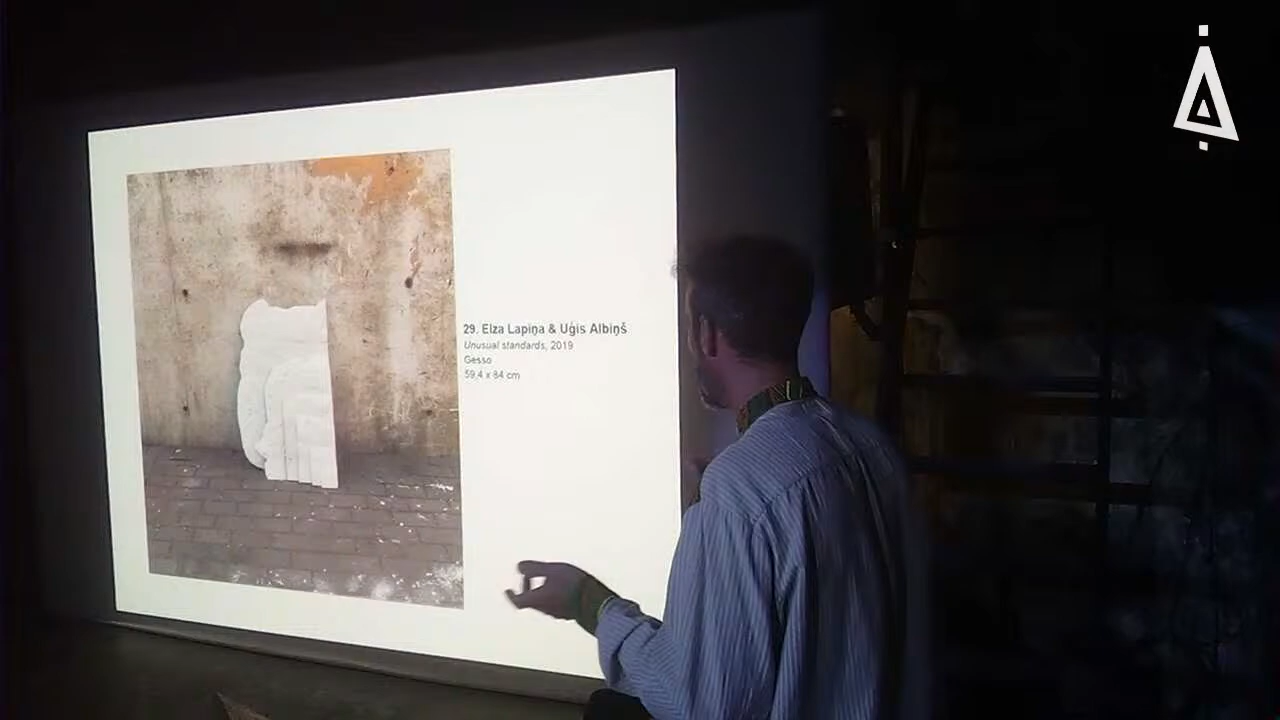 29. Elza Lapiņa & Uģis Albiņš
Unusual standards, 2019
Gesso
59,4 x 84 cm